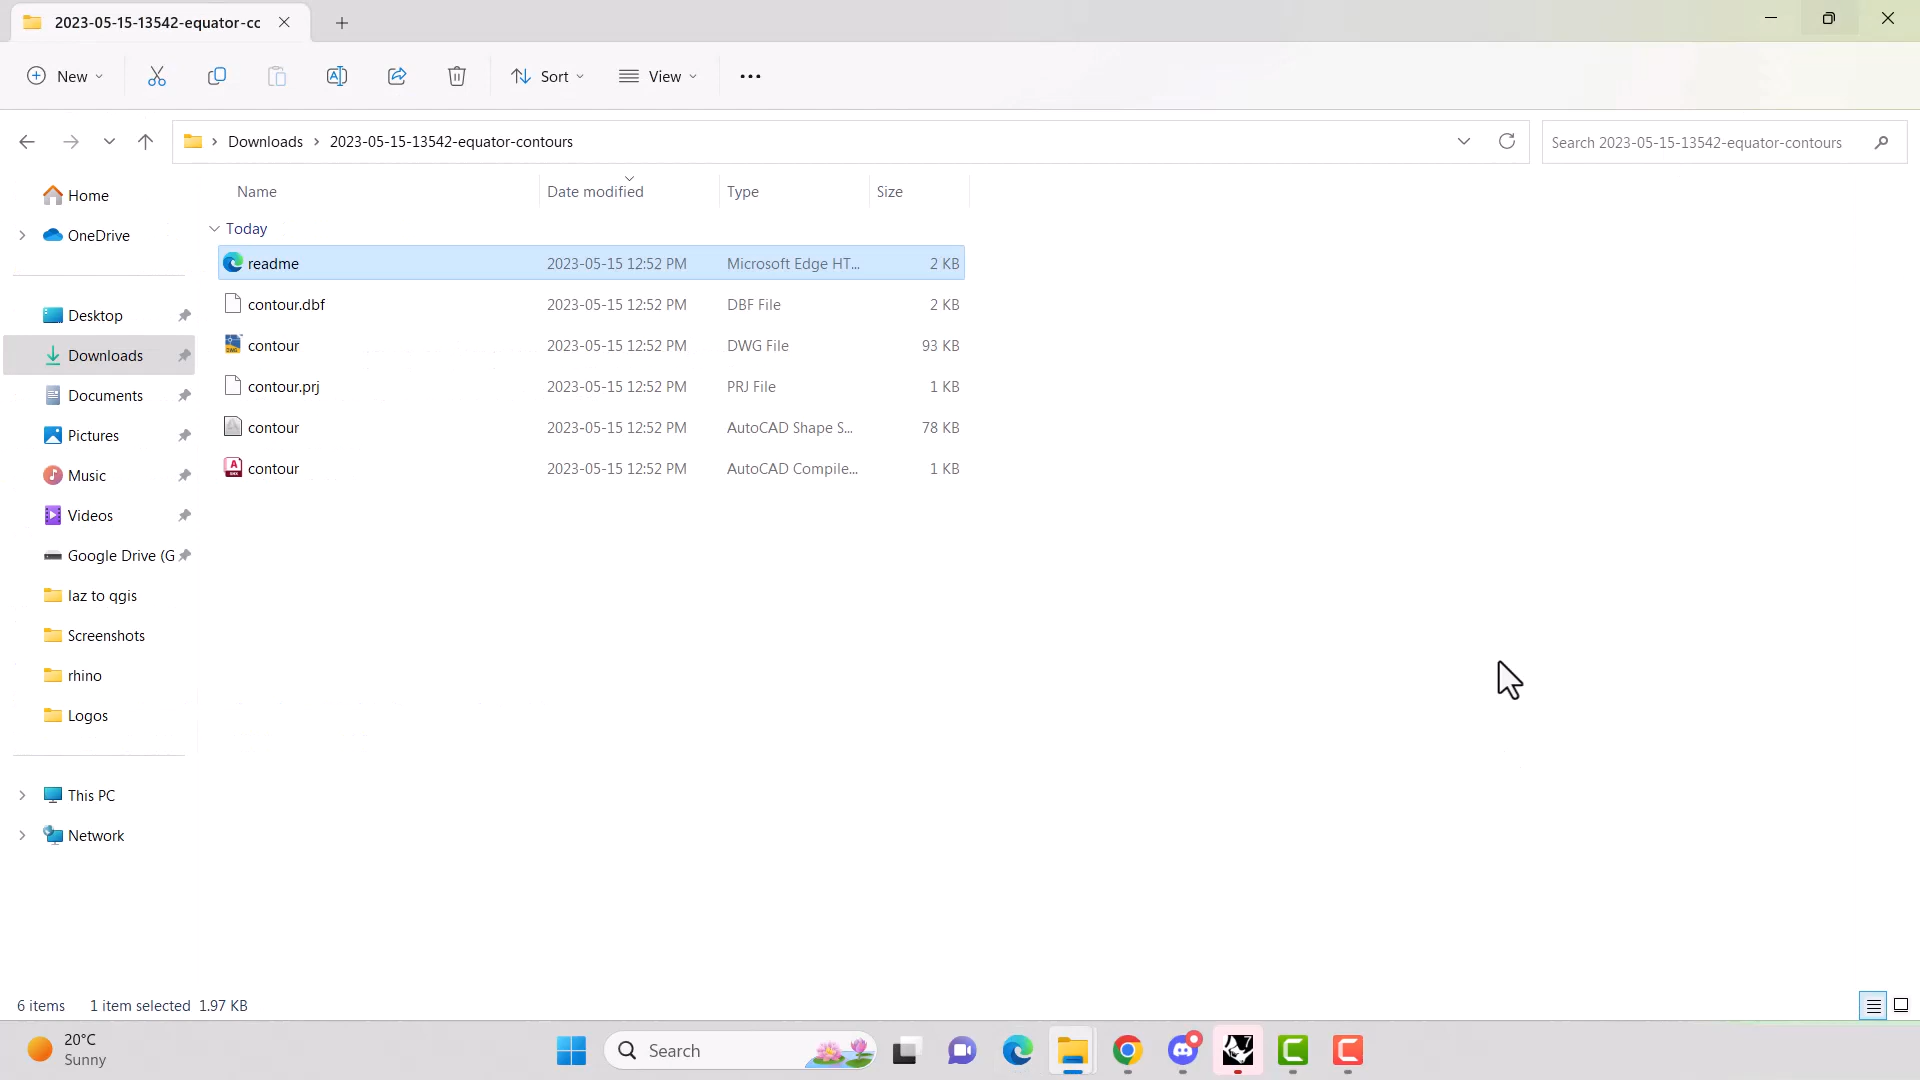 2023-05-15-13542-equator-cc
New
Sort
View
Downloads
2023-05-15-13542-equator-contours
Search 2023-05-15-13542-equator-contours
Name
Date modified
Type
Size
Home
OneDrive
Desktop
Downloads
Documents
Pictures
Music
Videos
Google Drive (G
laz to qgis
Screenshots
rhino
Logos
This PC
Network
Today
readme 2023-05-15 12:52 PM Microsoft Edge HT... 2 KB
contour.dbf 2023-05-15 12:52 PM DBF File 2 KB
contour 2023-05-15 12:52 PM DWG File 93 KB
contour.prj 2023-05-15 12:52 PM PRJ File 1 KB
contour 2023-05-15 12:52 PM AutoCAD Shape S... 78 KB
contour 2023-05-15 12:52 PM AutoCAD Compile... 1 KB
6 items 1 item selected 1.97 KB
20°C
Sunny
Search
7